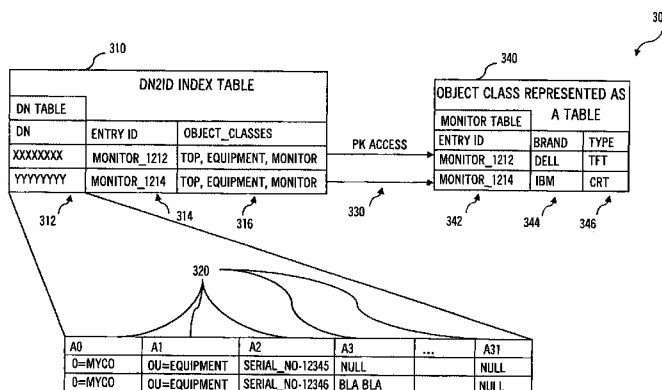 30
310
340
DN2ID INDEX TABLE
OBJECT CLASS REPRESENTED AS
A TABLE
DN TABLE
MONITOR TABLE
DN ENTRY ID OBJECT_CLASSES
ENTRY ID BRAND TYPE
XXXXXXXX MONITOR_1212 TOP, EQUIPMENT, MONITOR
PK ACCESS
MONITOR_1212 DELL TFT
YYYYYYYY MONITOR_1214 TOP, EQUIPMENT, MONITOR
MONITOR_1214 IBM CRT
312 314 316 330 342 344 346
320
A0 A1 A2 A3 ... A31
O=MYCO OU=EQUIPMENT SERIAL_NO-12345 NULL NULL
O=MYCO OU=EQUIPMENT SERIAL_NO-12346 BLA BLA NULL